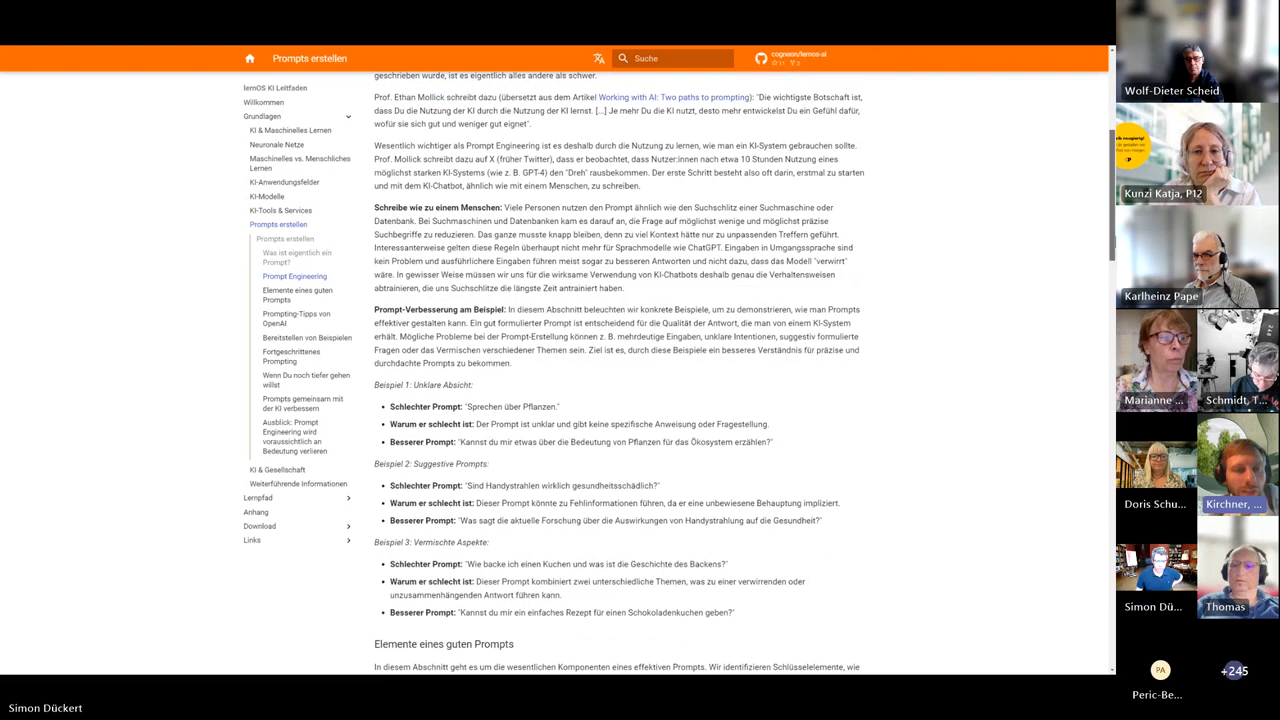 Prompts erstellen
Suche
cogneon/lernos-ai
lernOS KI Leitfaden
Willkommen
Grundlagen
KI & Maschinelles Lernen
Neuronale Netze
Maschinelles vs. Menschliches
Lernen
KI-Anwendungsfelder
KI-Modelle
KI-Tools & Services
Prompts erstellen
Prompts erstellen
Was ist eigentlich ein
Prompt?
Prompt Engineering
Elemente eines guten
Prompts
Prompting-Tipps von
OpenAI
Bereitstellen von Beispielen
Fortgeschrittenes
Prompting
Wenn Du noch tiefer gehen
willst
Prompts gemeinsam mit
der KI verbessern
Ausblick: Prompt
Engineering wird
voraussichtlich an
Bedeutung verlieren
KI & Gesellschaft
Weiterführende Informationen
Lernpfad
Anhang
Download
Links
geschrieben wurde, ist es eigentlich alles andere als schwer.
Prof. Ethan Mollick schreibt dazu (übersetzt aus dem Artikel Working with AI: Two paths to prompting): "Die wichtigste Botschaft ist,
dass Du die Nutzung der KI durch die Nutzung der KI lernst. [...] Je mehr Du die KI nutzt, desto mehr entwickelst Du ein Gefühl dafür,
wofür sie sich gut und weniger gut eignet".
Wesentlich wichtiger als Prompt Engineering ist es deshalb durch die Nutzung zu lernen, wie man ein KI-System gebrauchen sollte.
Prof. Mollick schreibt dazu auf X (früher Twitter), dass er beobachtet, dass Nutzer:innen nach etwa 10 Stunden Nutzung eines
möglichst starken KI-Systems (wie z. B. GPT-4) den "Dreh" rausbekommen. Der erste Schritt besteht also oft darin, erstmal zu starten
und mit dem KI-Chatbot, ähnlich wie mit einem Menschen, zu schreiben.
Schreibe wie zu einem Menschen: Viele Personen nutzen den Prompt ähnlich wie den Suchschlitz einer Suchmaschine oder
Datenbank. Bei Suchmaschinen und Datenbanken kam es darauf an, die Frage auf möglichst wenige und möglichst präzise
Suchbegriffe zu reduzieren. Das ganze musste knapp bleiben, denn zu viel Kontext hätte nur zu unpassenden Treffern geführt.
Interessanterweise gelten diese Regeln überhaupt nicht mehr für Sprachmodelle wie ChatGPT. Eingaben in Umgangssprache sind
kein Problem und ausführlichere Eingaben führen meist sogar zu besseren Antworten und nicht dazu, dass das Modell "verwirrt"
wäre. In gewisser Weise müssen wir uns für die wirksame Verwendung von KI-Chatbots deshalb genau die Verhaltensweisen
abtrainieren, die uns Suchschlitze die längste Zeit antrainiert haben.
Prompt-Verbesserung am Beispiel: In diesem Abschnitt beleuchten wir konkrete Beispiele, um zu demonstrieren, wie man Prompts
effektiver gestalten kann. Ein gut formulierter Prompt ist entscheidend für die Qualität der Antwort, die man von einem KI-System
erhält. Mögliche Probleme bei der Prompt-Erstellung können z. B. mehrdeutige Eingaben, unklare Intentionen, suggestiv formulierte
Fragen oder das Vermischen verschiedener Themen sein. Ziel ist es, durch diese Beispiele ein besseres Verständnis für präzise und
durchdachte Prompts zu bekommen.
Beispiel 1: Unklare Absicht:
• Schlechter Prompt: "Sprechen über Pflanzen."
• Warum er schlecht ist: Der Prompt ist unklar und gibt keine spezifische Anweisung oder Fragestellung.
• Besserer Prompt: "Kannst du mir etwas über die Bedeutung von Pflanzen für das Ökosystem erzählen?"
Beispiel 2: Suggestive Prompts:
• Schlechter Prompt: "Sind Handystrahlen wirklich gesundheitsschädlich?"
• Warum er schlecht ist: Dieser Prompt könnte zu Fehlinformationen führen, da er eine unbewiesene Behauptung impliziert.
• Besserer Prompt: "Was sagt die aktuelle Forschung über die Auswirkungen von Handystrahlung auf die Gesundheit?"
Beispiel 3: Vermischte Aspekte:
• Schlechter Prompt: "Wie backe ich einen Kuchen und was ist die Geschichte des Backens?"
• Warum er schlecht ist: Dieser Prompt kombiniert zwei unterschiedliche Themen, was zu einer verwirrenden oder
unzusammenhängenden Antwort führen kann.
• Besserer Prompt: "Kannst du mir ein einfaches Rezept für einen Schokoladenkuchen geben?"
Elemente eines guten Prompts
In diesem Abschnitt geht es um die wesentlichen Komponenten eines effektiven Prompts. Wir identifizieren Schlüsselelemente, wie
Wolf-Dieter Scheid
Kunzi Katja, P12
Karlheinz Pape
Marianne ...
Schmidt, T...
Doris Schu...
Kirchner, ...
Simon Dü...
Thomas
PA
Peric-Be...
+245
Simon Dückert